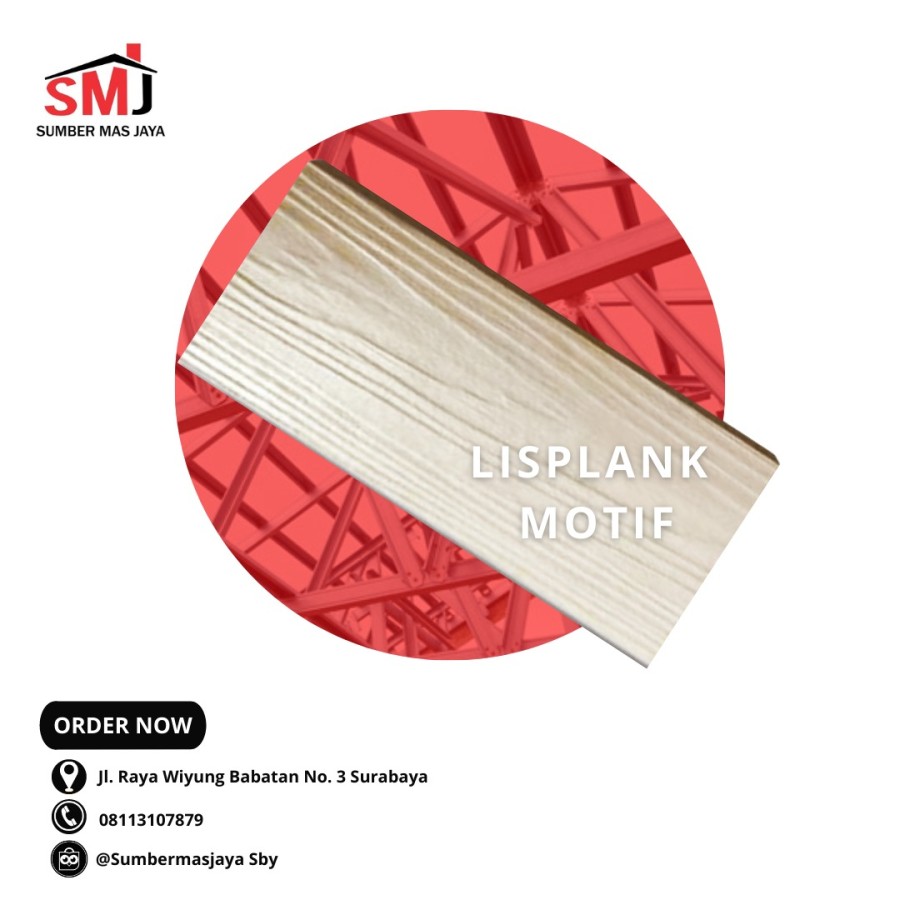 SMJ
SUMBER MAS JAYA
LISPLANK
MOTIF
ORDER NOW
Jl. Raya Wiyung Babatan No. 3 Surabaya
08113107879
@Sumbermasjaya Sby